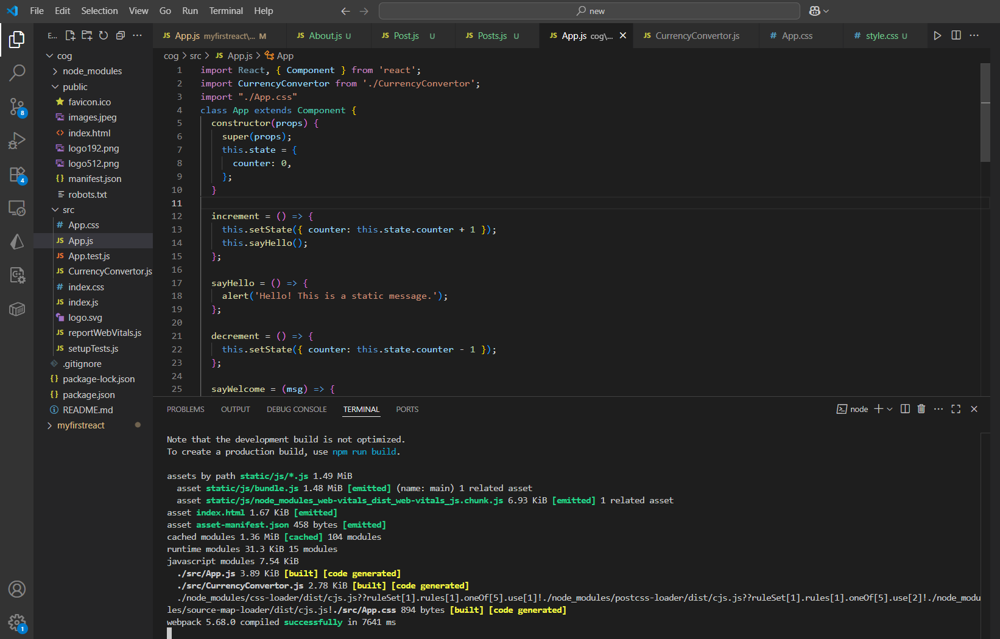 File Edit Selection View Go Run Terminal Help
new
E...
JS App.js myfirstreact\... M
JS About.js U
JS Post.js U
JS Posts.js U
JS App.js cog\...
JS CurrencyConvertor.js
# App.css
# style.css U
cog
node_modules
public
favicon.ico
images.jpeg
index.html
logo192.png
logo512.png
{} manifest.json
robots.txt
src
# App.css
JS App.js
JS App.test.js
JS CurrencyConvertor.js
# index.css
JS index.js
logo.svg
JS reportWebVitals.js
JS setupTests.js
.gitignore
{} package-lock.json
{} package.json
README.md
myfirstreact
8
4
1
cog > src > JS App.js > App
1 import React, { Component } from 'react';
2 import CurrencyConvertor from './CurrencyConvertor';
3 import "./App.css"
4 class App extends Component {
5 constructor(props) {
6 super(props);
7 this.state = {
8 counter: 0,
9 };
10 }
11
12 increment = () => {
13 this.setState({ counter: this.state.counter + 1 });
14 this.sayHello();
15 };
16
17 sayHello = () => {
18 alert('Hello! This is a static message.');
19 };
20
21 decrement = () => {
22 this.setState({ counter: this.state.counter - 1 });
23 };
24
25 sayWelcome = (msg) => {
PROBLEMS OUTPUT DEBUG CONSOLE TERMINAL PORTS
node
Note that the development build is not optimized.
To create a production build, use npm run build.
assets by path static/js/*.js 1.49 MiB
asset static/js/bundle.js 1.48 MiB [emitted] (name: main) 1 related asset
asset static/js/node_modules_web-vitals_dist_web-vitals_js.chunk.js 6.93 KiB [emitted] 1 related asset
asset index.html 1.67 KiB [emitted]
asset asset-manifest.json 458 bytes [emitted]
cached modules 1.36 MiB [cached] 104 modules
runtime modules 31.3 KiB 15 modules
javascript modules 7.54 KiB
./src/App.js 3.89 KiB [built] [code generated]
./src/CurrencyConvertor.js 2.78 KiB [built] [code generated]
./node_modules/css-loader/dist/cjs.js??ruleSet[1].rules[1].oneOf[5].use[1]!./node_modules/postcss-loader/dist/cjs.js??ruleSet[1].rules[1].oneOf[5].use[2]!./node_modu
les/source-map-loader/dist/cjs.js!./src/App.css 894 bytes [built] [code generated]
webpack 5.68.0 compiled successfully in 7641 ms